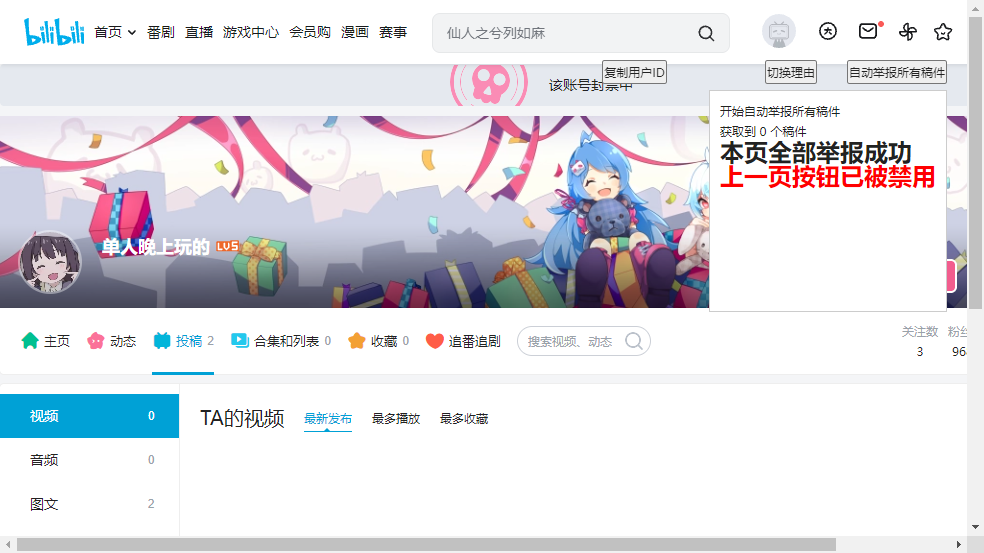 bilibili 首页 番剧 直播 游戏中心 会员购 漫画 赛事 仙人之兮列如麻
该账号封禁中 复制用户ID 切换理由 自动举报所有稿件
开始自动举报所有稿件
获取到 0 个稿件
本页全部举报成功
上一页按钮已被禁用
单人晚上玩的 LV5
主页 动态 投稿 2 合集和列表 0 收藏 0 追番追剧 搜索视频、动态
关注数 粉丝
3
视频 0
TA的视频 最新发布 最多播放 最多收藏
音频 0
图文 2